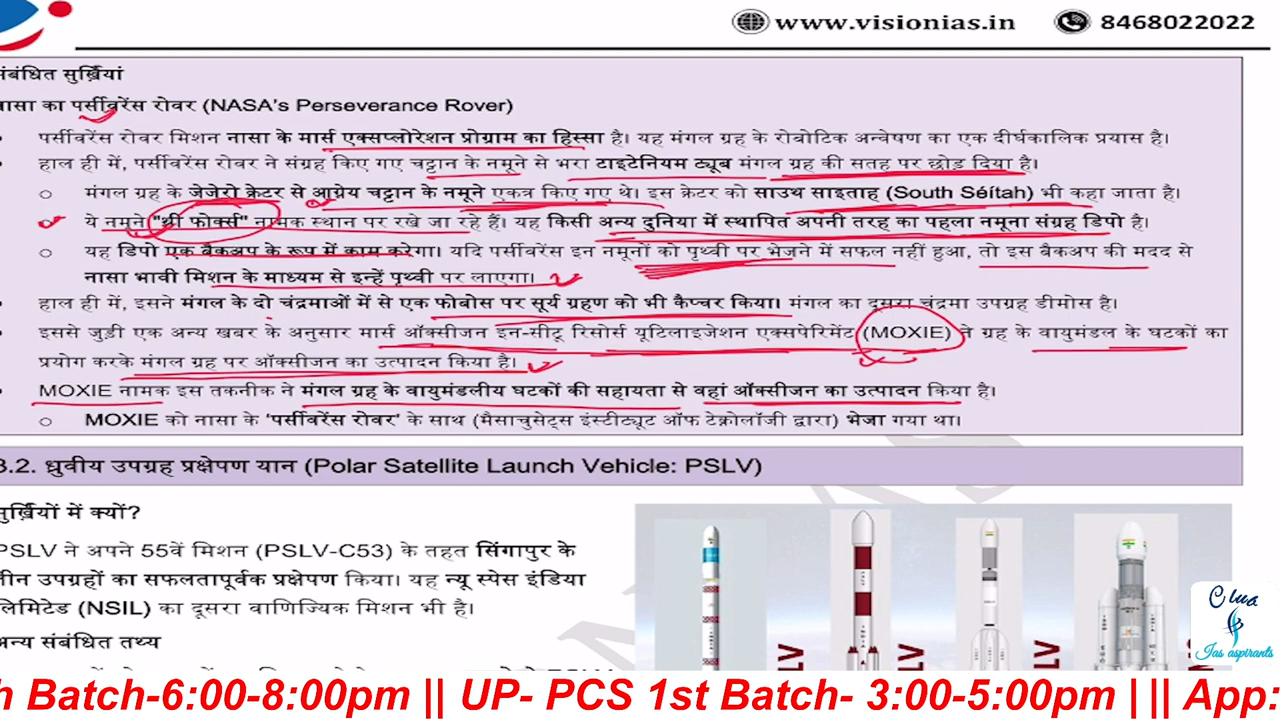 www.visionias.in
8468022022
संबंधित सुर्ख़ियां
नासा का पर्सीवरेंस रोवर (NASA's Perseverance Rover)
• पर्सीवरेंस रोवर मिशन नासा के मार्स एक्सप्लोरेशन प्रोग्राम का हिस्सा है। यह मंगल ग्रह के रोबोटिक अन्वेषण का एक दीर्घकालिक प्रयास है।
• हाल ही में, पर्सीवरेंस रोवर ने संग्रह किए गए चट्टान के नमूने से भरा टाइटेनियम ट्यूब मंगल ग्रह की सतह पर छोड़ दिया है।
o मंगल ग्रह के जेजेरो क्रेटर से आग्नेय चट्टान के नमूने एकत्र किए गए थे। इस क्रेटर को साउथ साइताह (South Séítah) भी कहा जाता है।
o ये नमूने "थ्री फोर्क्स" नामक स्थान पर रखे जा रहे हैं। यह किसी अन्य दुनिया में स्थापित अपनी तरह का पहला नमूना संग्रह डिपो है।
o यह डिपो एक बैकअप के रूप में काम करेगा। यदि पर्सीवरेंस इन नमूनों को पृथ्वी पर भेजने में सफल नहीं हुआ, तो इस बैकअप की मदद से
नासा भावी मिशन के माध्यम से इन्हें पृथ्वी पर लाएगा।
• हाल ही में, इसने मंगल के दो चंद्रमाओं में से एक फोबोस पर सूर्य ग्रहण को भी कैप्चर किया। मंगल का दूसरा चंद्रमा उपग्रह डीमोस है।
• इससे जुड़ी एक अन्य खबर के अनुसार मार्स ऑक्सीजन इन-सीटू रिसोर्स यूटिलाइजेशन एक्सपेरिमेंट (MOXIE) ने ग्रह के वायुमंडल के घटकों का
प्रयोग करके मंगल ग्रह पर ऑक्सीजन का उत्पादन किया है।
• MOXIE नामक इस तकनीक ने मंगल ग्रह के वायुमंडलीय घटकों की सहायता से वहां ऑक्सीजन का उत्पादन किया है।
o MOXIE को नासा के 'पर्सीवरेंस रोवर' के साथ (मैसाचुसेट्स इंस्टीट्यूट ऑफ टेक्नोलॉजी द्वारा) भेजा गया था।
3.2. ध्रुवीय उपग्रह प्रक्षेपण यान (Polar Satellite Launch Vehicle: PSLV)
सुर्ख़ियों में क्यों?
PSLV ने अपने 55वें मिशन (PSLV-C53) के तहत सिंगापुर के
तीन उपग्रहों का सफलतापूर्वक प्रक्षेपण किया। यह न्यू स्पेस इंडिया
लिमिटेड (NSIL) का दूसरा वाणिज्यिक मिशन भी है।
अन्य संबंधित तथ्य
Ias aspirants
h Batch-6:00-8:00pm || UP- PCS 1st Batch- 3:00-5:00pm | || App: